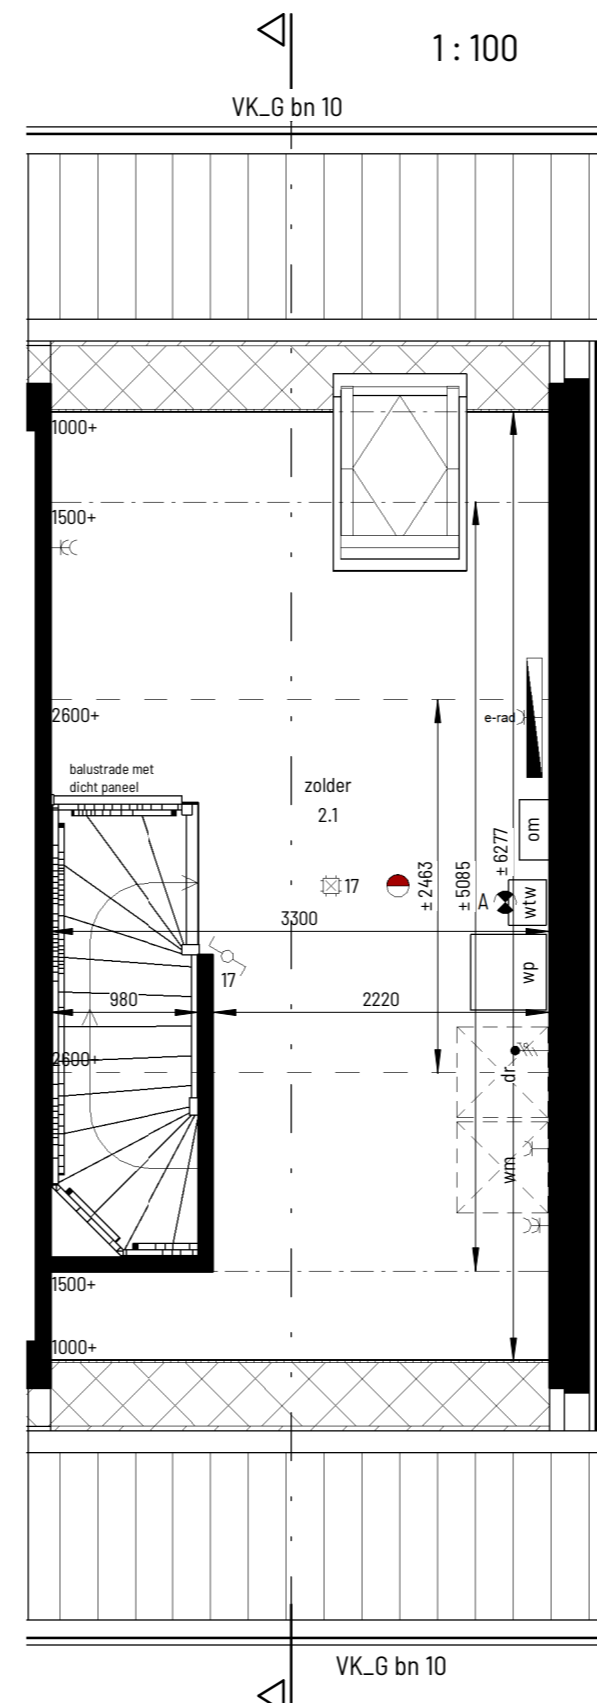 1 : 100
VK_G bn 10
1000+
1500+
2600+
e-rad
balustrade met
dicht paneel
zolder
2.1
om
17
± 2463
± 5085
± 6277
A
wtw
3300
wp
17
980
2220
2600+
dr
wm
1500+
1000+
VK_G bn 10